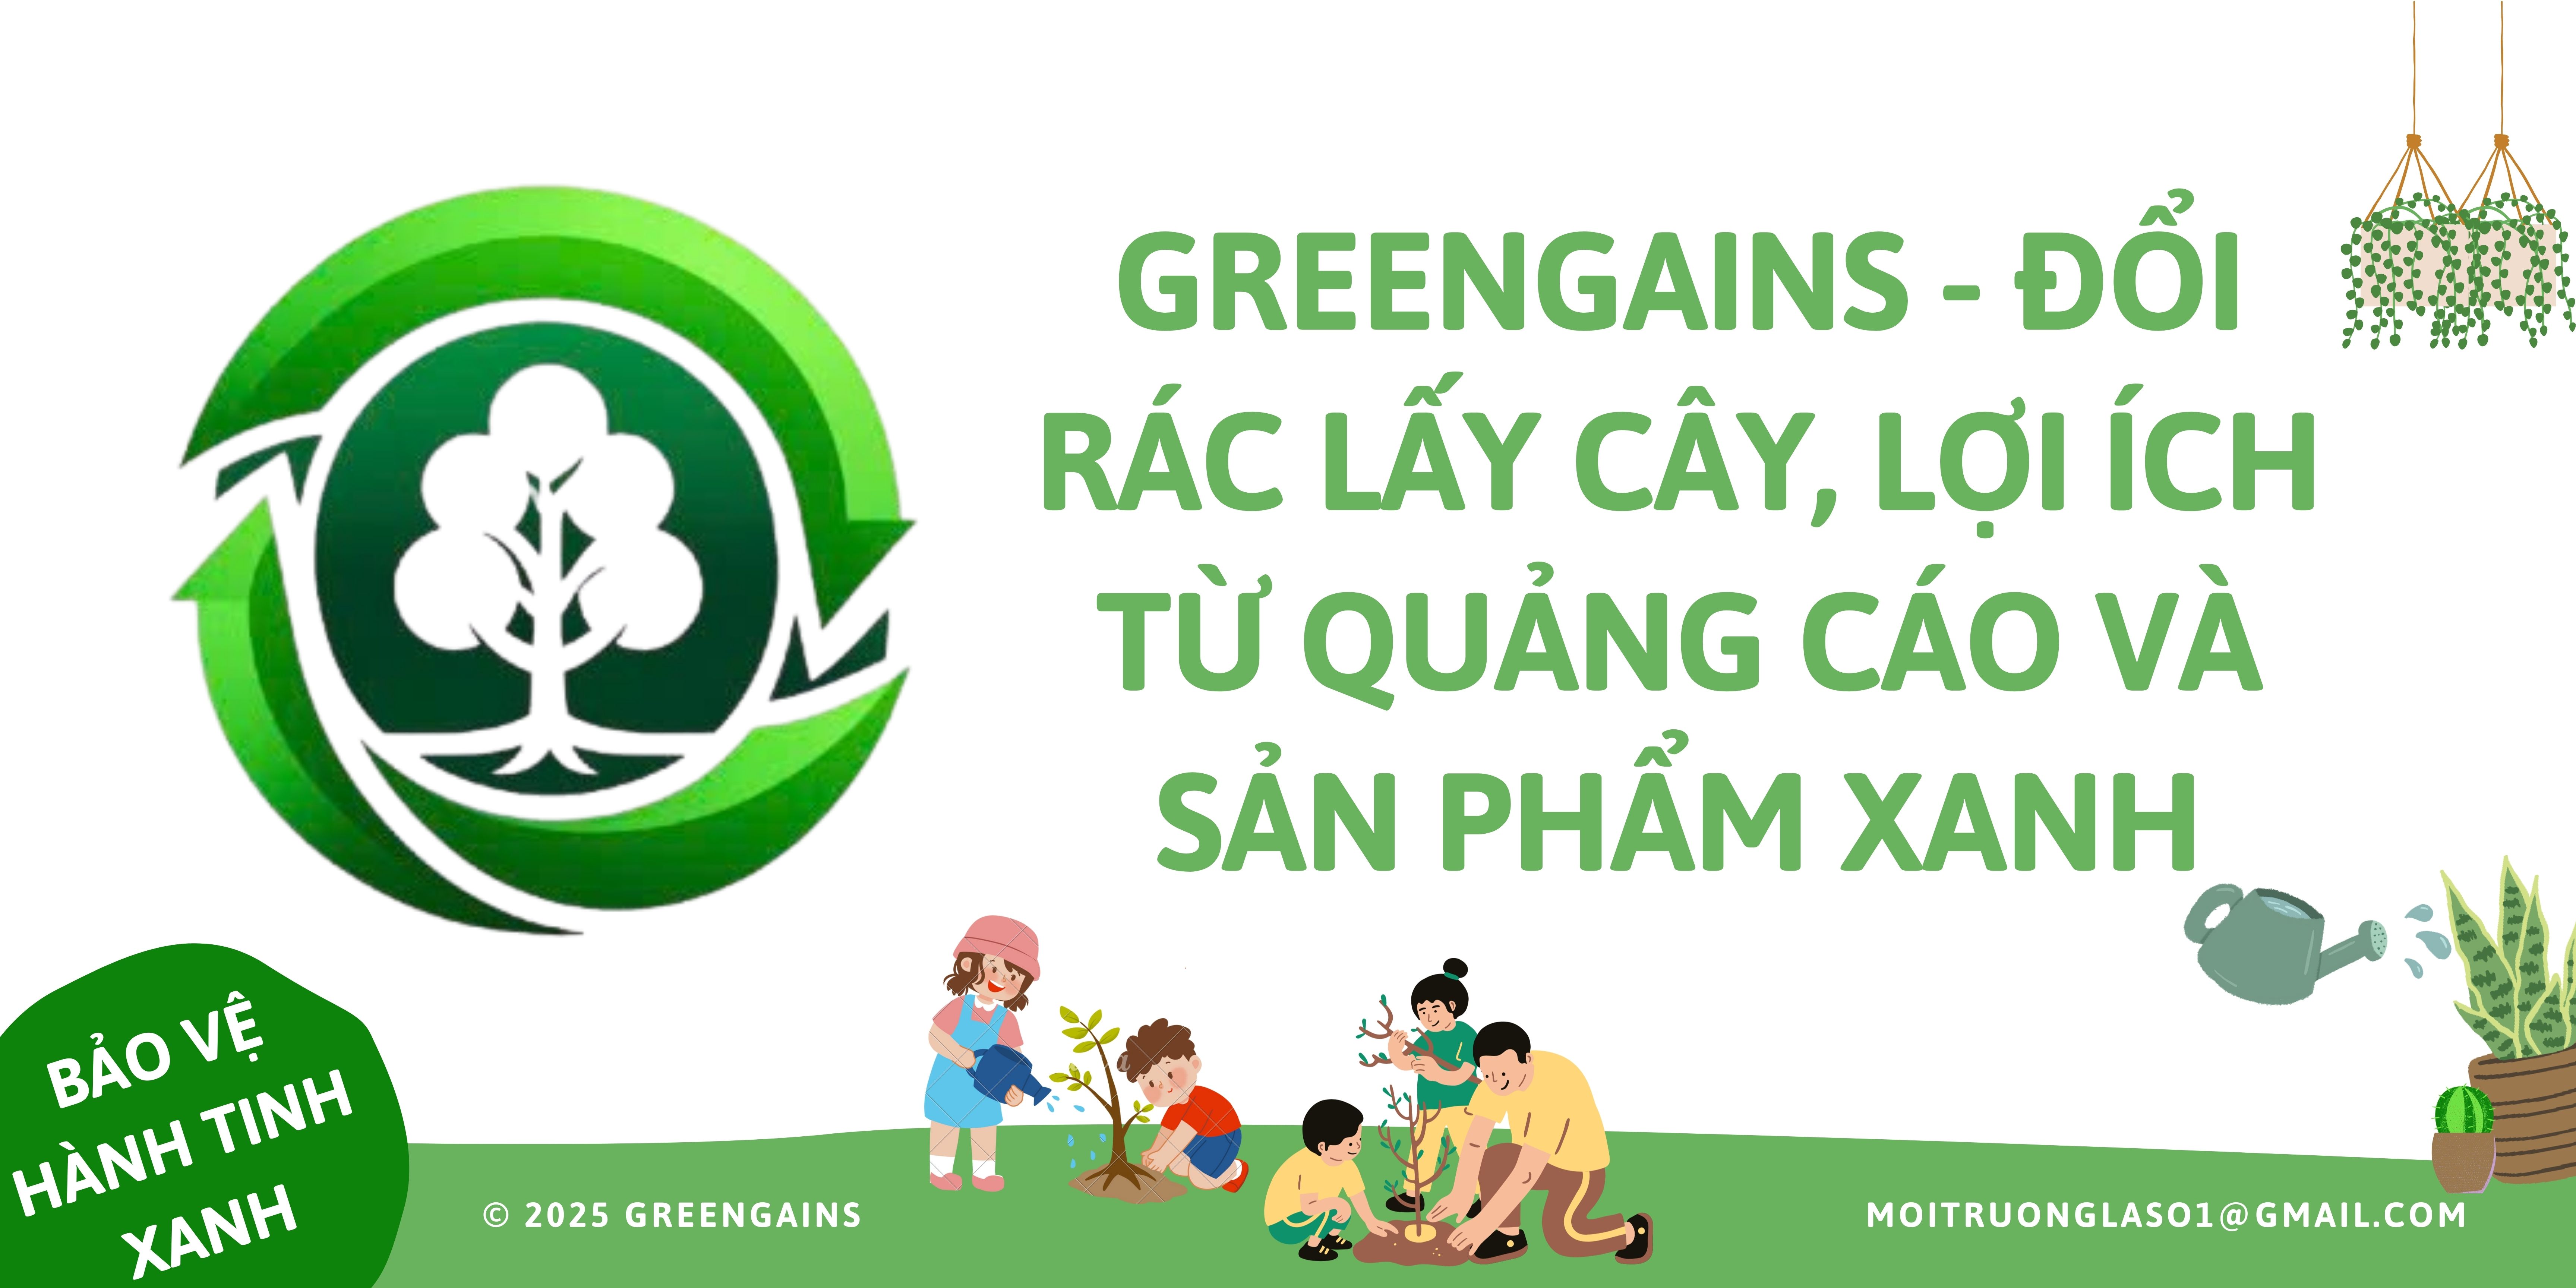 GREENGAINS - ĐỔI
RÁC LẤY CÂY, LỢI ÍCH
TỪ QUẢNG CÁO VÀ
SẢN PHẨM XANH
BẢO VỆ
HÀNH TINH
XANH
© 2025 GREENGAINS
MOITRUONGLASO1@GMAIL.COM